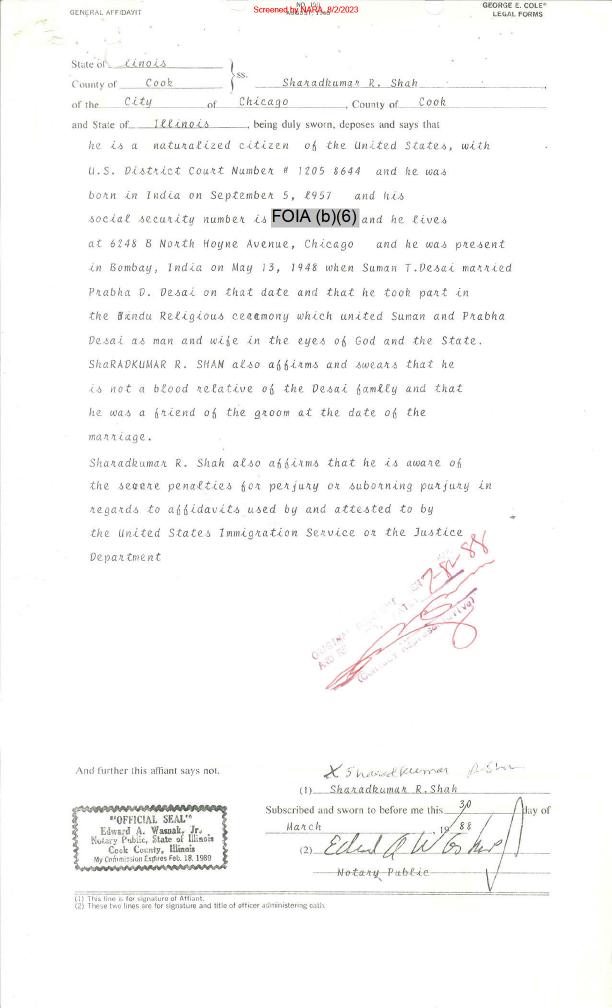 GENERAL AFFIDAVIT
Screened by NARA, 8/2/2023
GEORGE E. COLE®
LEGAL FORMS
State of llinois
County of Cook ss. Sharadkumar R. Shah
of the City of Chicago , County of Cook
and State of Illinois , being duly sworn, deposes and says that
he is a naturalized citizen of the United States, with
U.S. District Court Number # 1205 8644 and he was
born in India on September 5, 1957 and his
social security number is FOIA (b)(6) and he lives
at 6248 B North Hoyne Avenue, Chicago and he was present
in Bombay, India on May 13, 1948 when Suman T.Desai married
Prabha D. Desai on that date and that he took part in
the Hindu Religious ceremony which united Suman and Prabha
Desai as man and wife in the eyes of God and the State.
ShaRADKUMAR R. SHAH also affirms and swears that he
is not a blood relative of the Desai family and that
he was a friend of the groom at the date of the
marriage.
Sharadkumar R. Shah also affirms that he is aware of
the severe penalties for perjury or suborning purjury in
regards to affidavits used by and attested to by
the United States Immigration Service or the Justice
Department
And further this affiant says not.
X Sharadkumar R. Shah
(1) Sharadkumar R.Shah
Subscribed and sworn to before me this 30 day of
March 19 88
(2)
Notary Public
"OFFICIAL SEAL"
Edward A. Wasnak, Jr.
Notary Public, State of Illinois
Cook County, Illinois
My Commission Expires Feb. 18, 1989
(1) This line is for signature of Affiant.
(2) These two lines are for signature and title of officer administering oath.